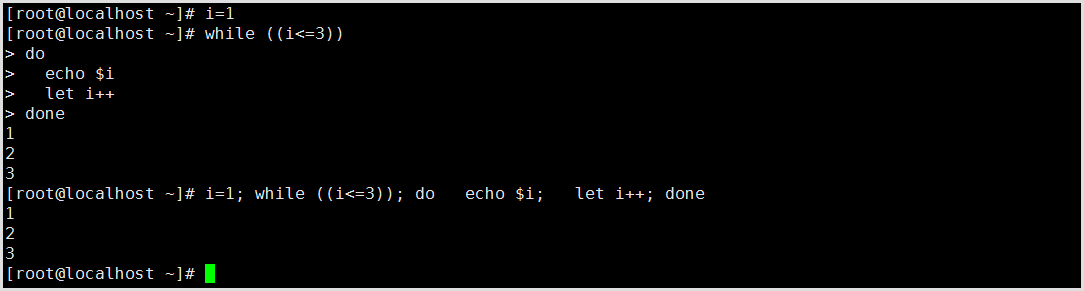 [root@localhost ~]# i=1
[root@localhost ~]# while ((i<=3))
> do
>   echo $i
>   let i++
> done
1
2
3
[root@localhost ~]# i=1; while ((i<=3)); do   echo $i;   let i++; done
1
2
3
[root@localhost ~]#